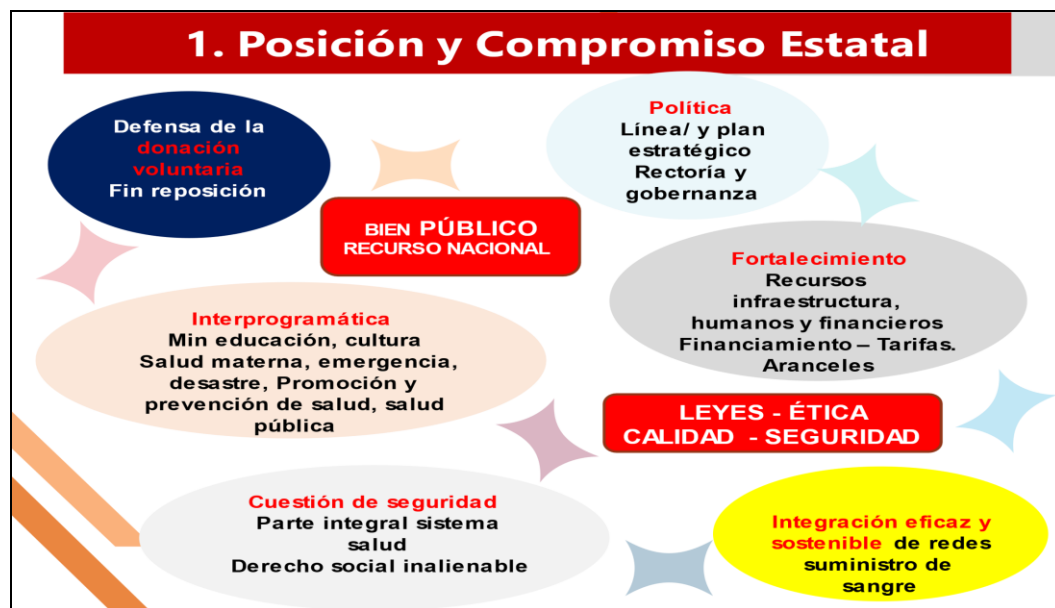 1. Posición y Compromiso Estatal
Defensa de la
donación
voluntaria
Fin reposición
Política
Línea/ y plan
estratégico
Rectoría y
gobernanza
BIEN PÚBLICO
RECURSO NACIONAL
Fortalecimiento
Recursos
infraestructura,
humanos y financieros
Financiamiento – Tarifas.
Aranceles
Interprogramática
Min educación, cultura
Salud materna, emergencia,
desastre, Promoción y
prevención de salud, salud
pública
LEYES - ÉTICA
CALIDAD - SEGURIDAD
Cuestión de seguridad
Parte integral sistema
salud
Derecho social inalienable
Integración eficaz y
sostenible de redes
suministro de
sangre